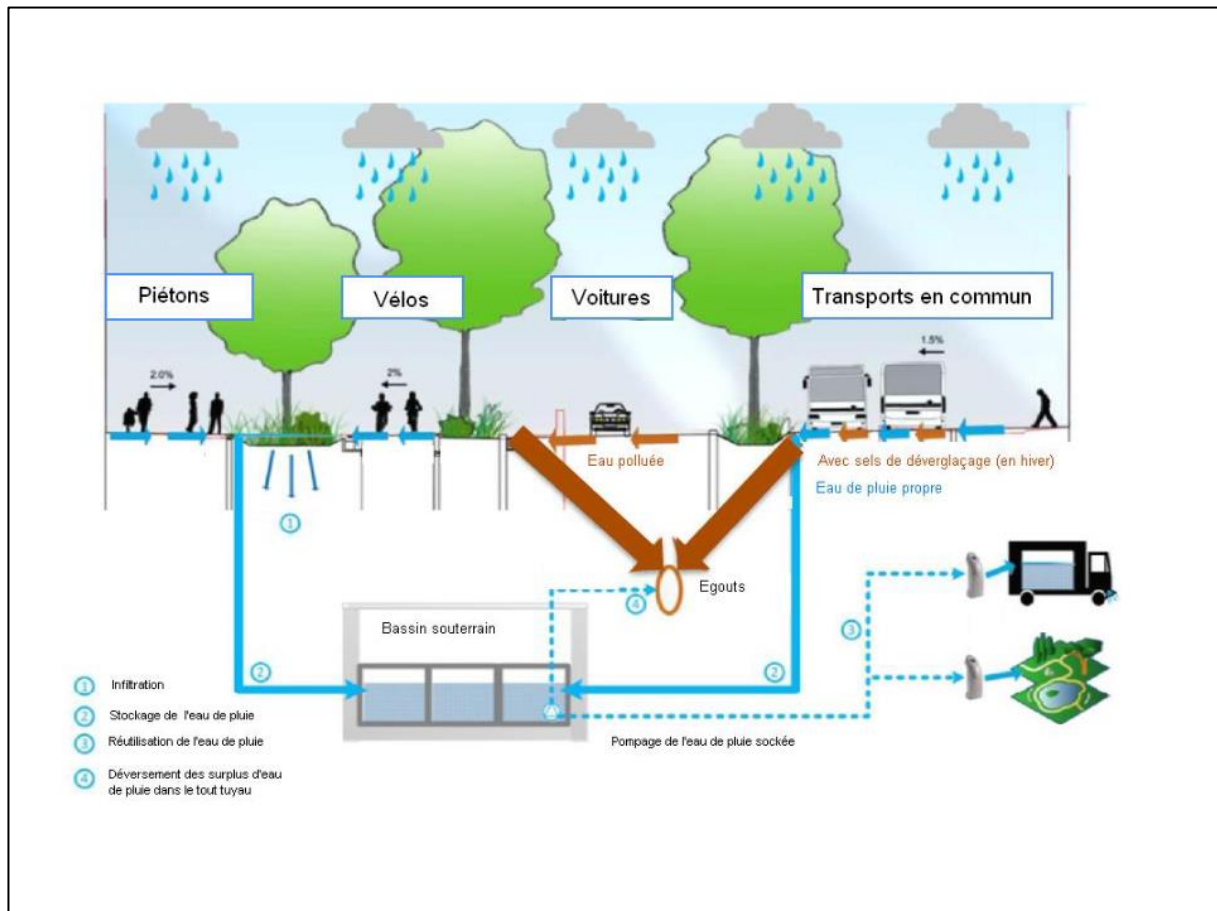 Piétons
Vélos
Voitures
Transports en commun
2.0%
2%
1.5%
Eau polluée
Avec sels de déverglaçage (en hiver)
Eau de pluie propre
1
Egouts
4
Bassin souterrain
3
2
2
1 Infiltration
2 Stockage de l'eau de pluie
3 Réutilisation de l'eau de pluie
Pompage de l'eau de pluie sockée
4 Déversement des surplus d'eau
de pluie dans le tout tuyau